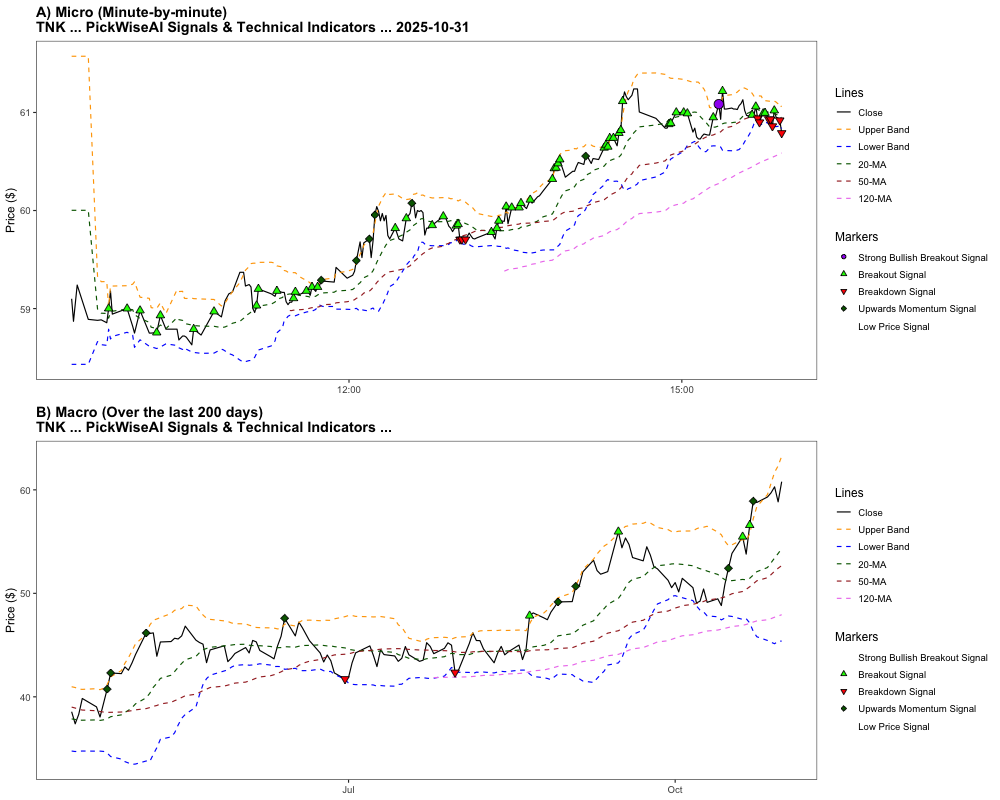 A) Micro (Minute-by-minute)
TNK ... PickWiseAI Signals & Technical Indicators ... 2025-10-31
Price ($)
61
60
59
12:00
15:00
Lines
Close
Upper Band
Lower Band
20-MA
50-MA
120-MA
Markers
Strong Bullish Breakout Signal
Breakout Signal
Breakdown Signal
Upwards Momentum Signal
Low Price Signal
B) Macro (Over the last 200 days)
TNK ... PickWiseAI Signals & Technical Indicators ...
Price ($)
60
50
40
Jul
Oct
Lines
Close
Upper Band
Lower Band
20-MA
50-MA
120-MA
Markers
Strong Bullish Breakout Signal
Breakout Signal
Breakdown Signal
Upwards Momentum Signal
Low Price Signal